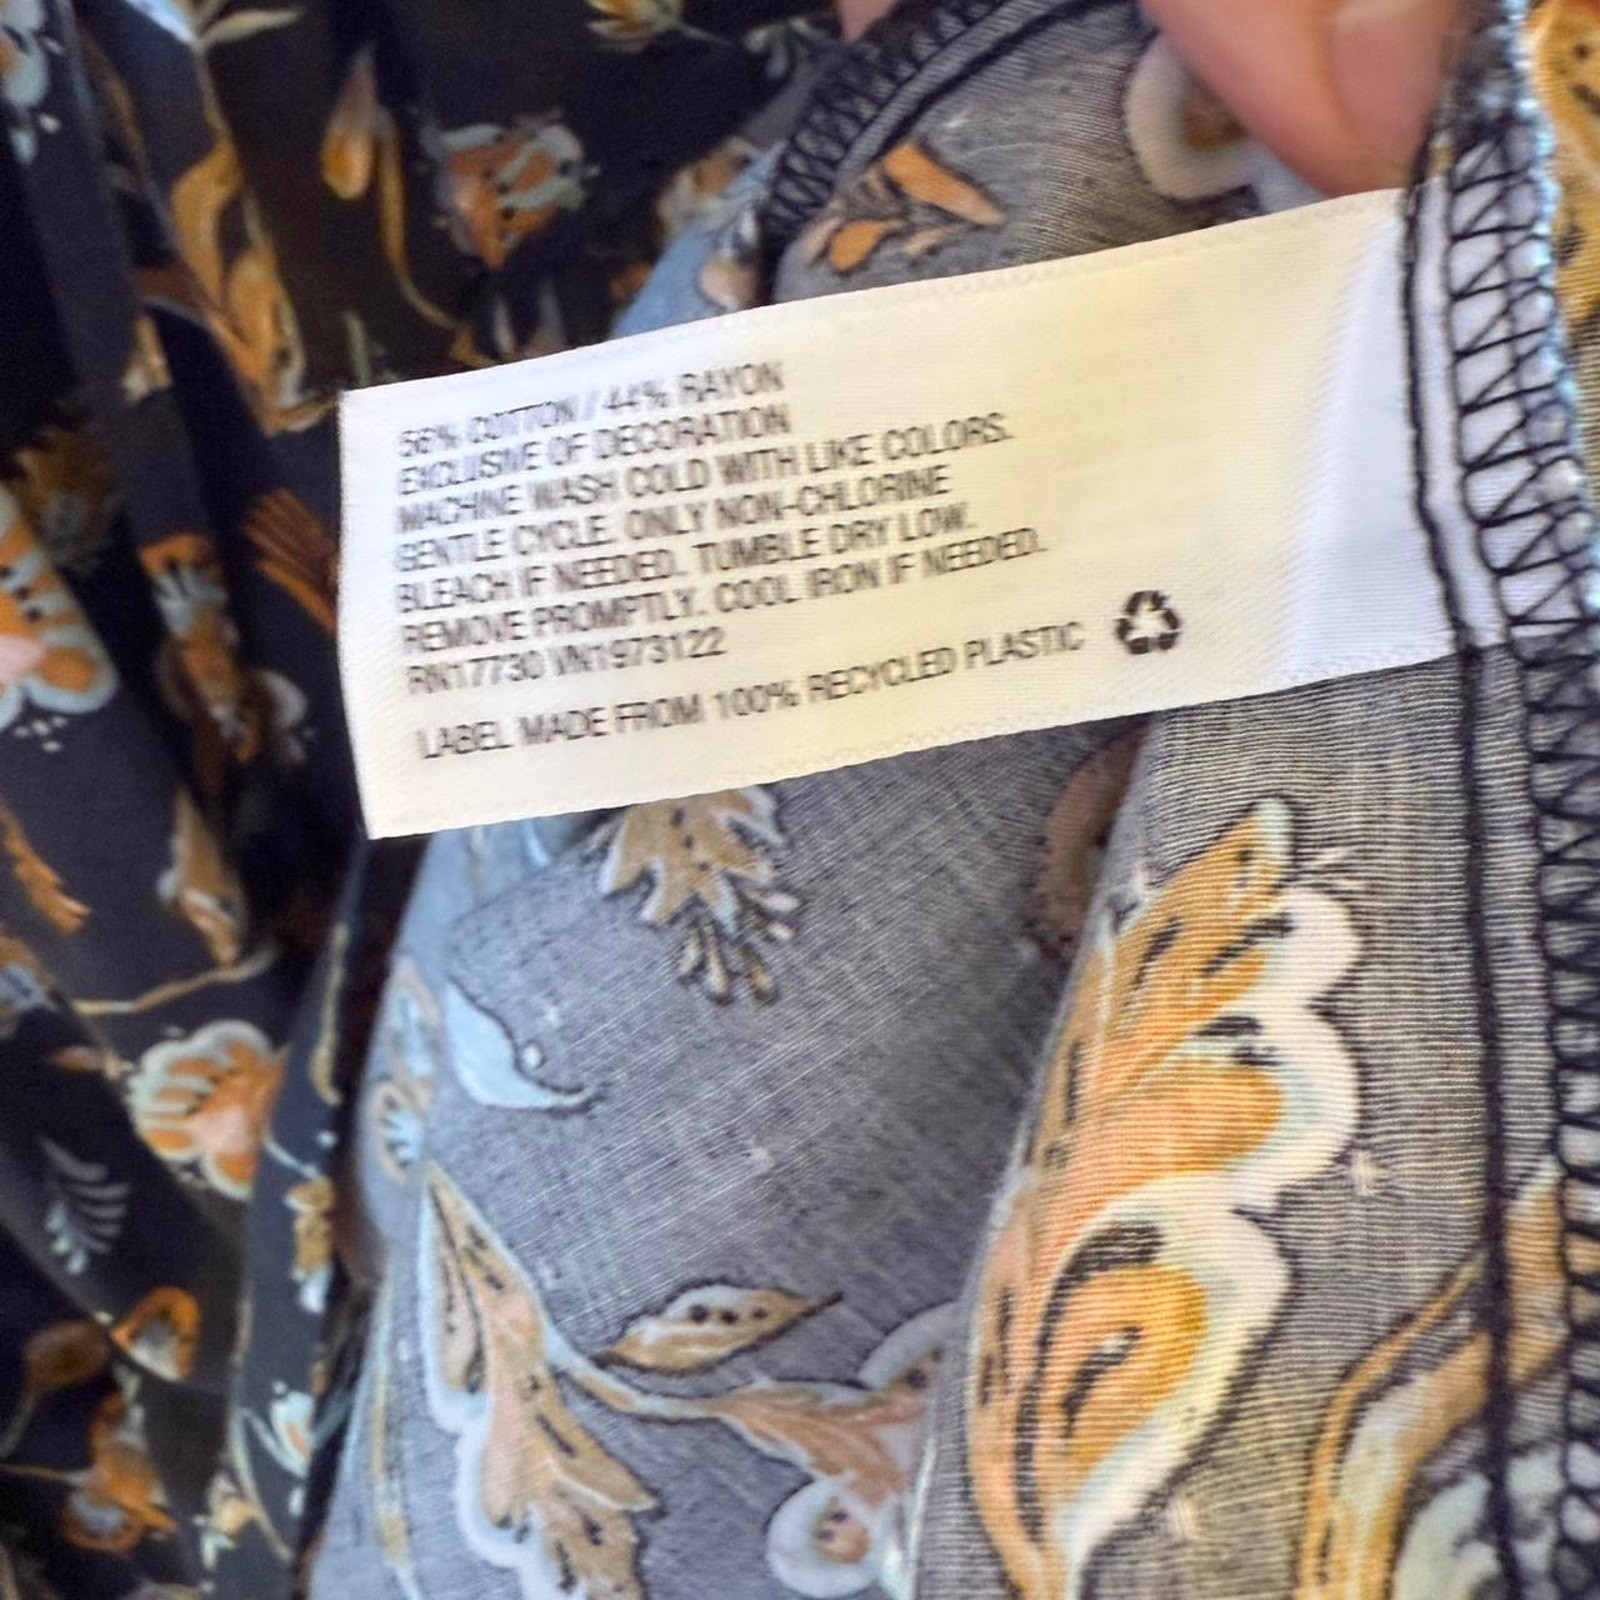 56% COTTON / 44% RAYON
EXCLUSIVE OF DECORATION
MACHINE WASH COLD WITH LIKE COLORS.
GENTLE CYCLE. ONLY NON-CHLORINE
BLEACH IF NEEDED. TUMBLE DRY LOW.
REMOVE PROMPTLY. COOL IRON IF NEEDED.
RN17730 VN1973122
LABEL MADE FROM 100% RECYCLED PLASTIC